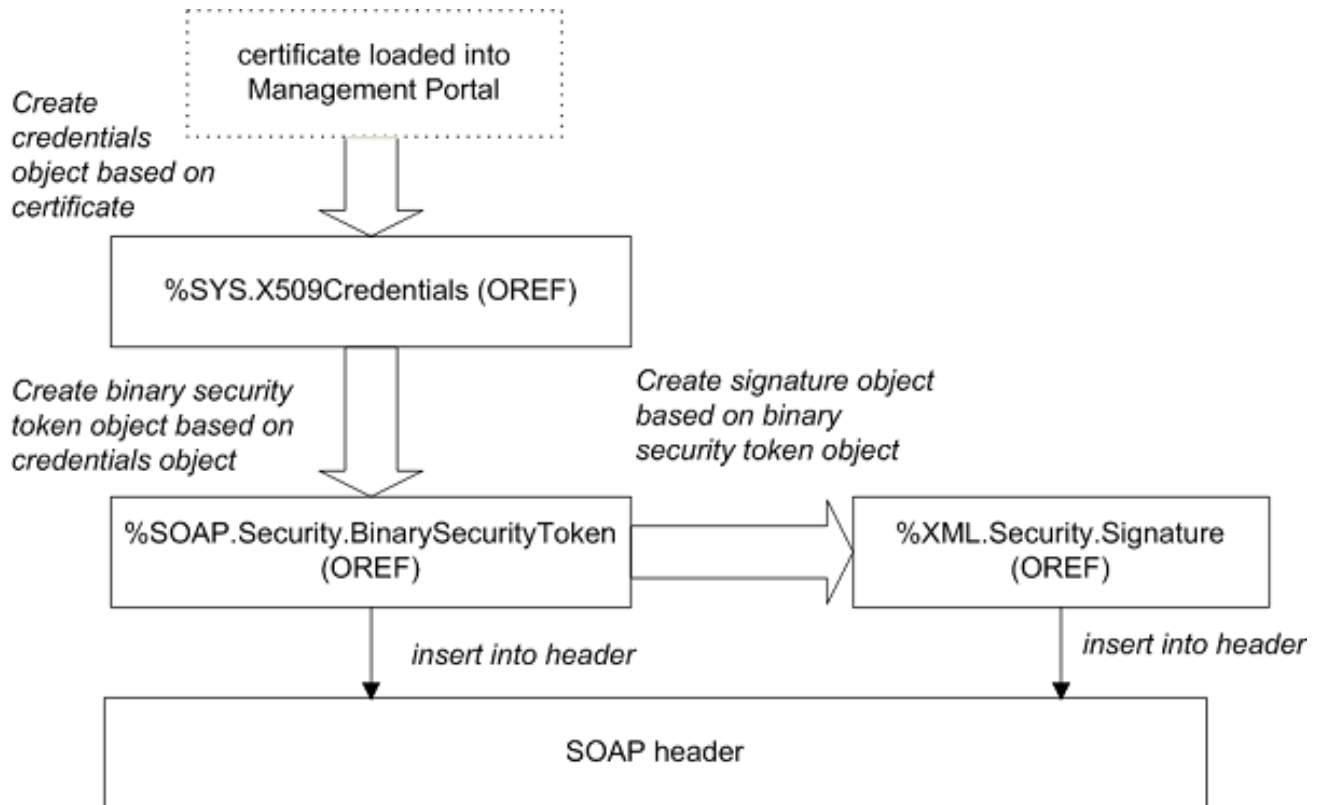 certificate loaded into
Management Portal
Create
credentials
object based on
certificate
%SYS.X509Credentials (OREF)
Create binary security
token object based on
credentials object
Create signature object
based on binary
security token object
%SOAP.Security.BinarySecurityToken
(OREF)
%XML.Security.Signature
(OREF)
insert into header
insert into header
SOAP header